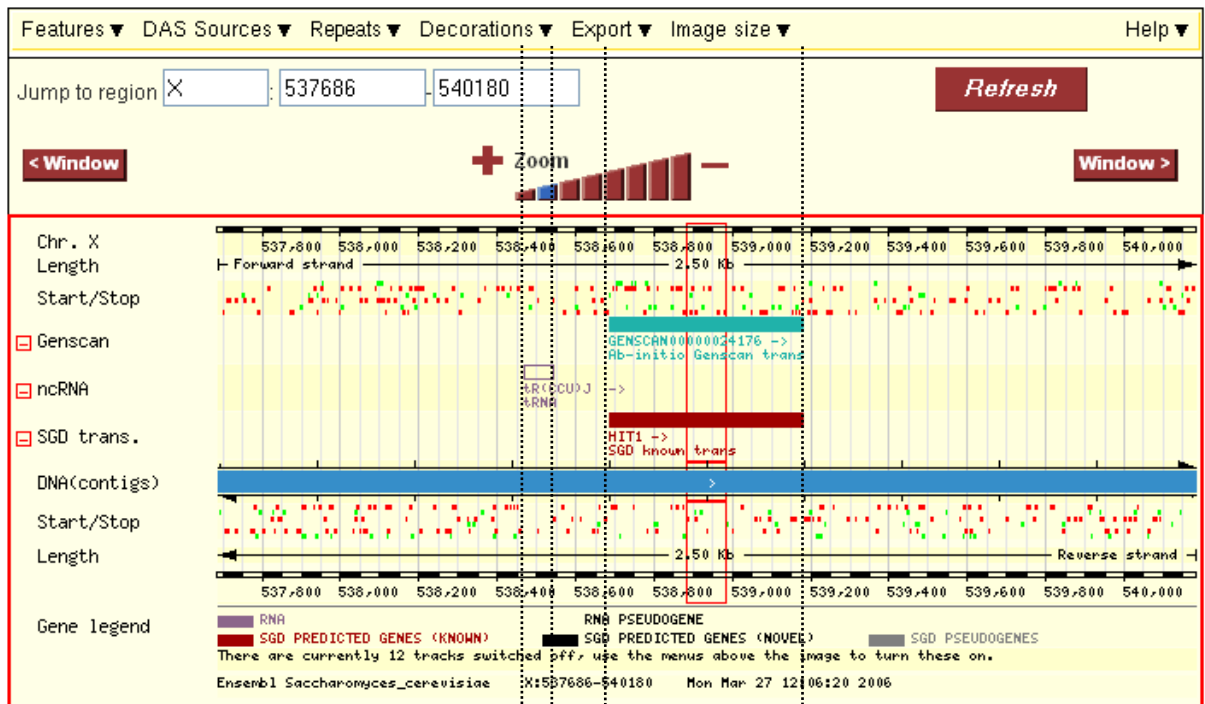 Features ▼ DAS Sources ▼ Repeats ▼ Decorations ▼ Export ▼ Image size ▼ Help ▼
Jump to region X : 537686 - 540180 Refresh
< Window + Zoom − Window >
Chr. X 537,800 538,000 538,200 538,400 538,600 538,800 539,000 539,200 539,400 539,600 539,800 540,000
Length Forward strand 2.50 Kb
Start/Stop
Genscan GENSCAN00000024176 ->
Ab-initio Genscan trans
ncRNA tR(CCU)J ->
tRNA
SGD trans. HIT1 ->
SGD known trans
DNA(contigs) >
Start/Stop
Length 2.50 Kb Reverse strand
537,800 538,000 538,200 538,400 538,600 538,800 539,000 539,200 539,400 539,600 539,800 540,000
Gene legend RNA RNA PSEUDOGENE
SGD PREDICTED GENES (KNOWN) SGD PREDICTED GENES (NOVEL) SGD PSEUDOGENES
There are currently 12 tracks switched off, use the menus above the image to turn these on.
Ensembl Saccharomyces_cerevisiae X:537686-540180 Mon Mar 27 12:06:20 2006